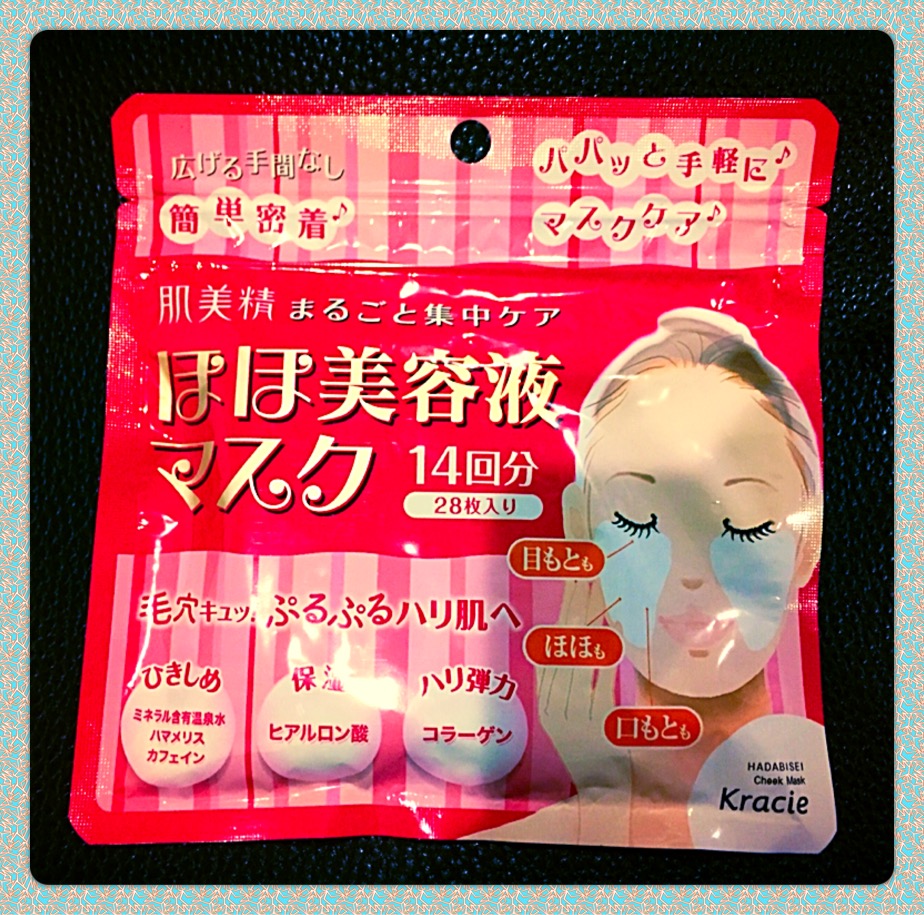 広げる手間なし
簡単密着♪
パパッと手軽に♪
マスクケア♪
肌美精 まるごと集中ケア
ほほ美容液
マスク 14回分
28枚入り
目もとも
ほほも
口もとも
毛穴キュッ ぷるぷるハリ肌へ
ひきしめ
ミネラル含有温泉水
ハマメリス
カフェイン
保湿
ヒアルロン酸
ハリ弾力
コラーゲン
HADABISEI
Cheek Mask
Kracie